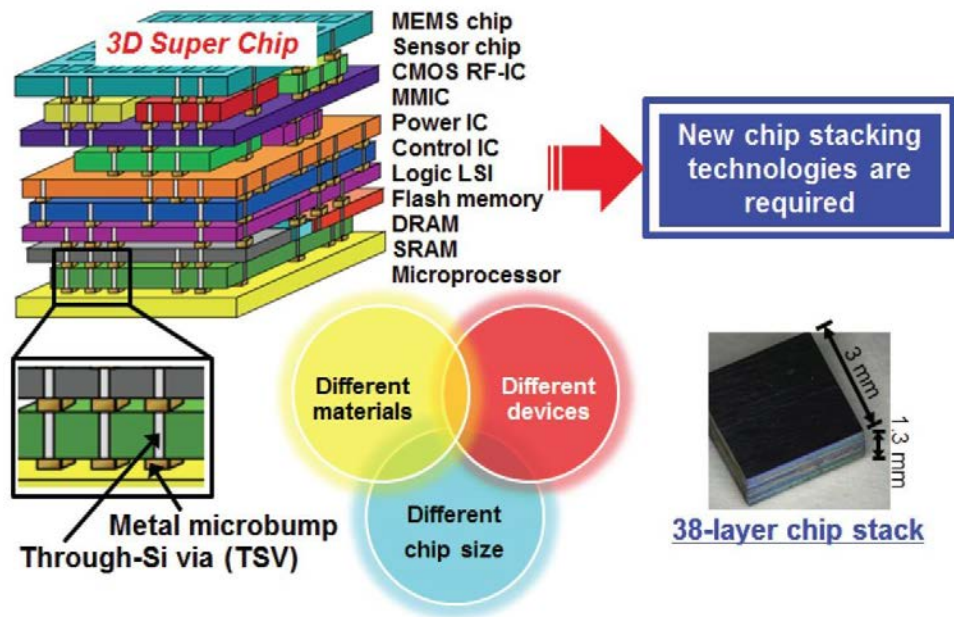 3D Super Chip
MEMS chip
Sensor chip
CMOS RF-IC
MMIC
Power IC
Control IC
Logic LSI
Flash memory
DRAM
SRAM
Microprocessor
New chip stacking
technologies are
required
Different
materials
Different
devices
Different
chip size
Metal microbump
Through-Si via (TSV)
3 mm
1.3 mm
38-layer chip stack